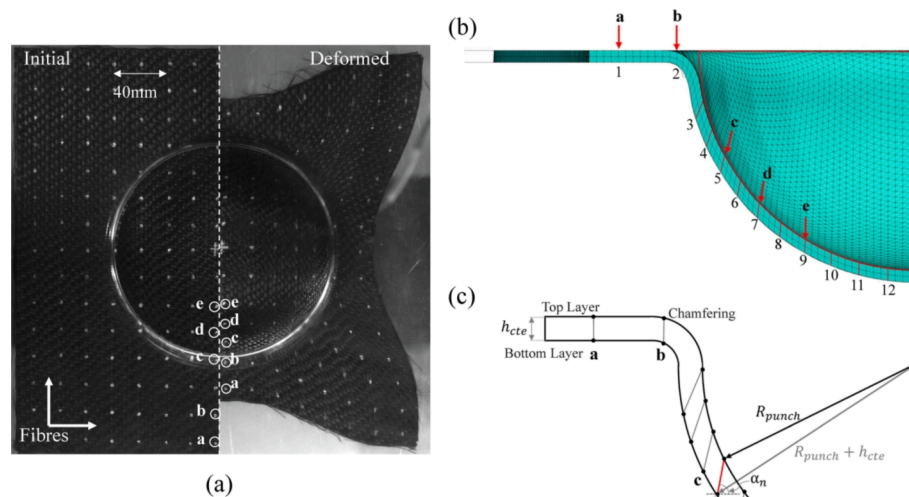 Initial
Deformed
40mm
e
e
d
d
c
c
b
a
b
a
Fibres
(a)
(b)
a
b
1
2
3
c
4
5
d
6
7
e
8
9
10
11
12
(c)
Top Layer
Chamfering
h_cte
Bottom Layer
a
b
R_punch
R_punch + h_cte
c
α_n